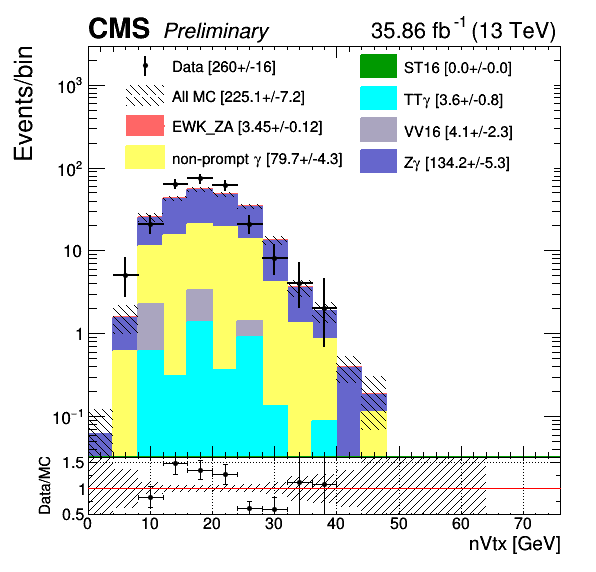 CMS Preliminary 35.86 fb⁻¹ (13 TeV)
Events/bin
Data [260+/-16]
All MC [225.1+/-7.2]
EWK_ZA [3.45+/-0.12]
non-prompt γ [79.7+/-4.3]
ST16 [0.0+/-0.0]
TTγ [3.6+/-0.8]
VV16 [4.1+/-2.3]
Zγ [134.2+/-5.3]
10³
10²
10
1
10⁻¹
Data/MC
1.5
1
0.5
0 10 20 30 40 50 60 70
nVtx [GeV]